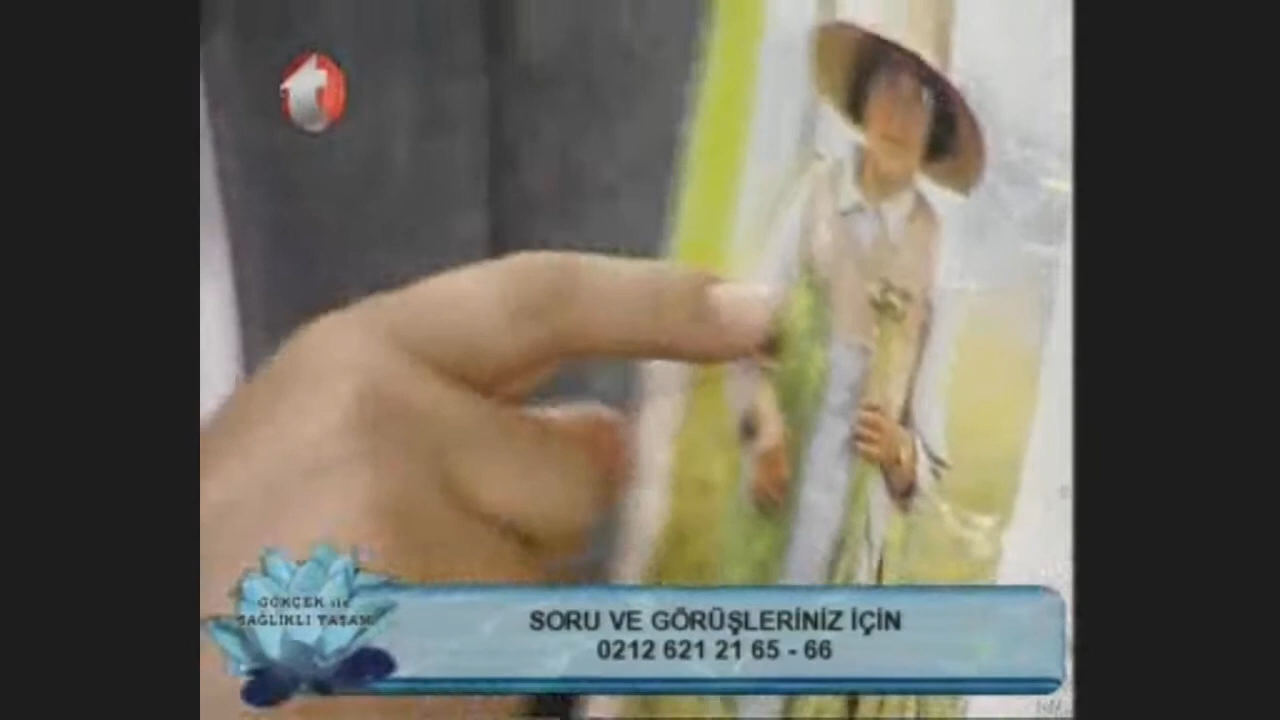 t
GÖKÇEK ile
SAĞLIKLI YAŞAM
SORU VE GÖRÜŞLERİNİZ İÇİN
0212 621 21 65 - 66